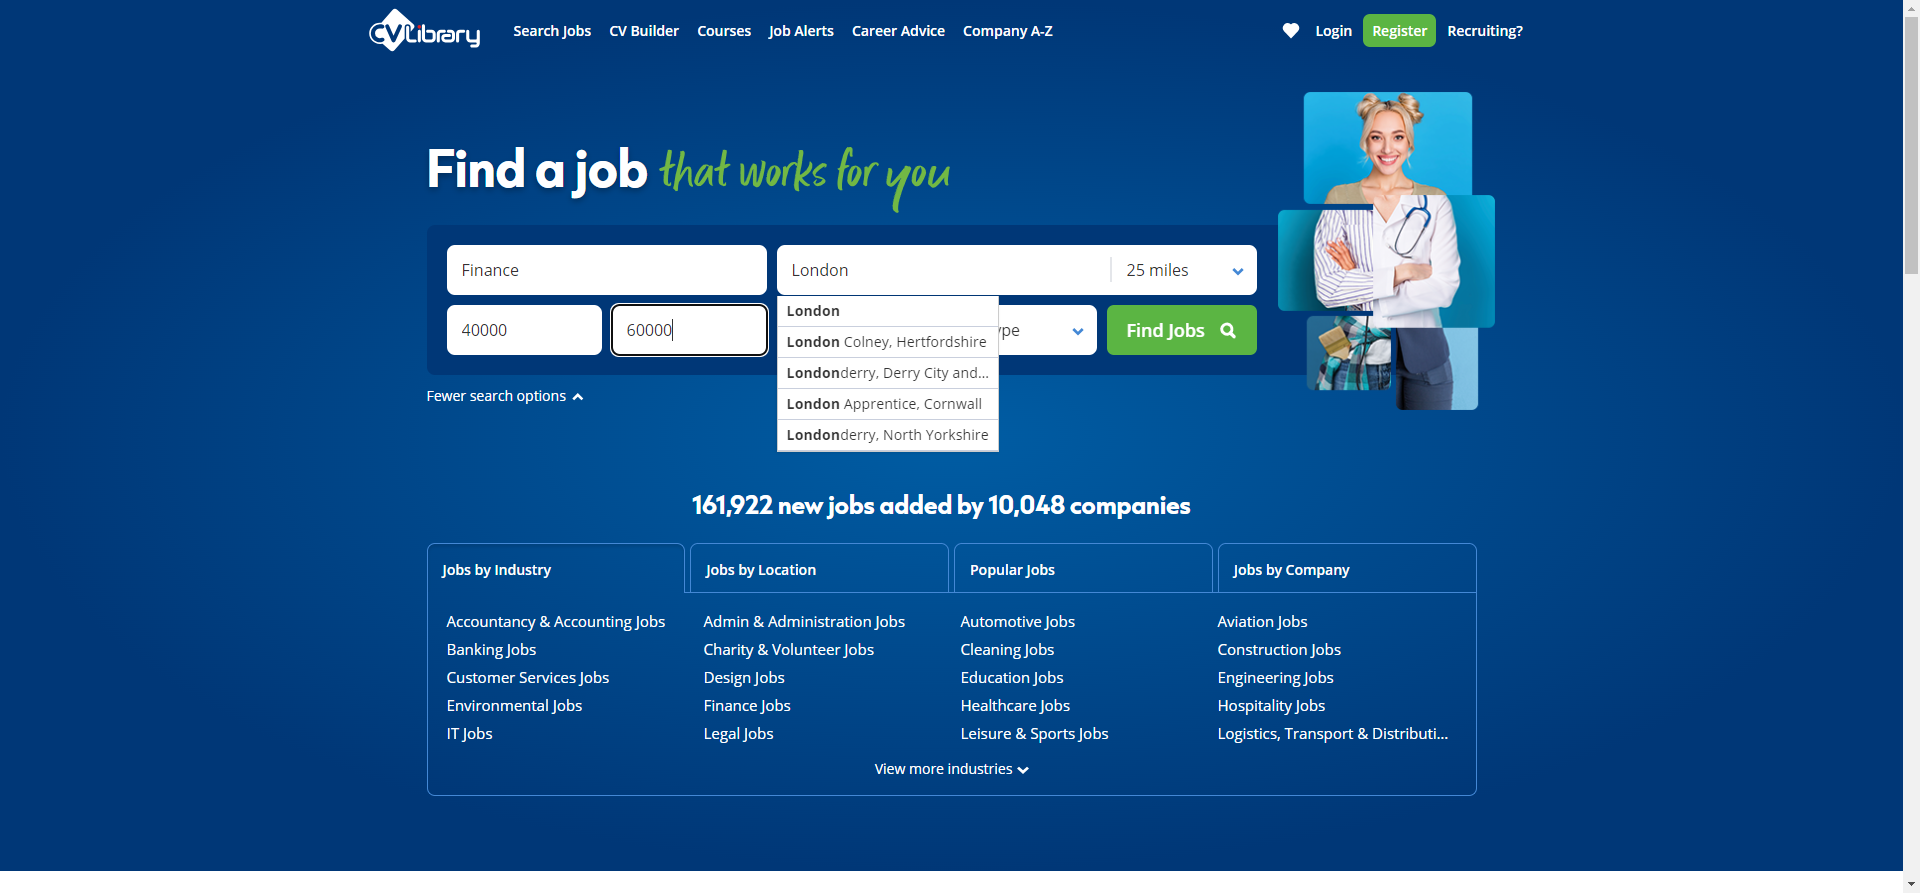 CVLibrary
Search Jobs CV Builder Courses Job Alerts Career Advice Company A-Z Login Register Recruiting?
Find a job that works for you
Finance London 25 miles
40000 60000 Find Jobs
London
London Colney, Hertfordshire
Londonderry, Derry City and...
London Apprentice, Cornwall
Londonderry, North Yorkshire
Fewer search options
161,922 new jobs added by 10,048 companies
Jobs by Industry Jobs by Location Popular Jobs Jobs by Company
Accountancy & Accounting Jobs Admin & Administration Jobs Automotive Jobs Aviation Jobs
Banking Jobs Charity & Volunteer Jobs Cleaning Jobs Construction Jobs
Customer Services Jobs Design Jobs Education Jobs Engineering Jobs
Environmental Jobs Finance Jobs Healthcare Jobs Hospitality Jobs
IT Jobs Legal Jobs Leisure & Sports Jobs Logistics, Transport & Distributi...
View more industries